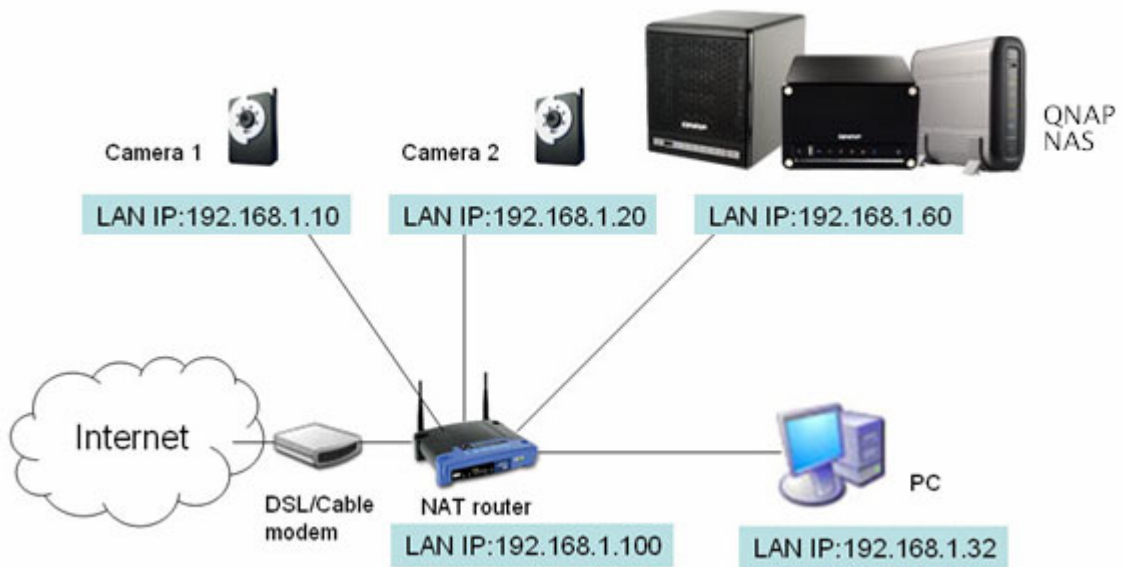 QNAP
NAS
Camera 1
Camera 2
LAN IP:192.168.1.10
LAN IP:192.168.1.20
LAN IP:192.168.1.60
Internet
DSL/Cable
modem
NAT router
PC
LAN IP:192.168.1.100
LAN IP:192.168.1.32